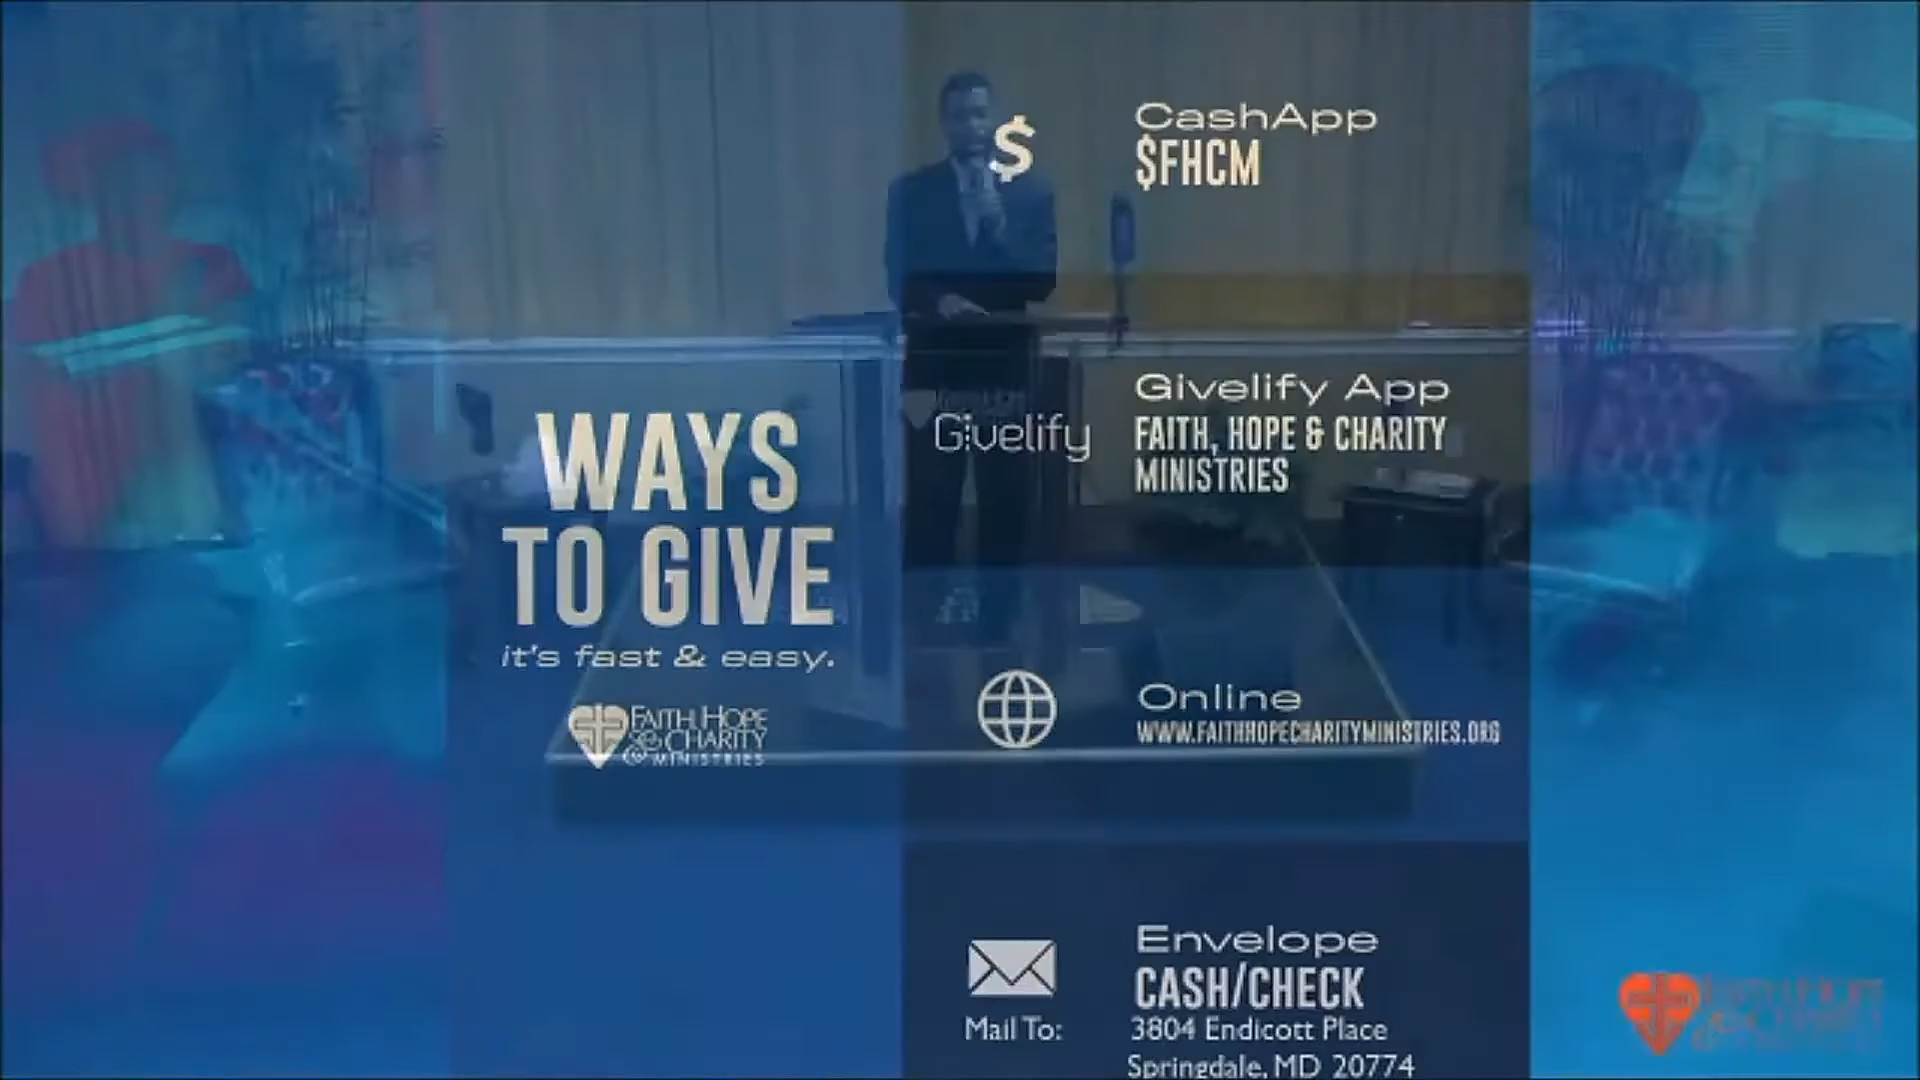 $
CashApp
$FHCM
Givelify
Givelify App
FAITH, HOPE & CHARITY
MINISTRIES
WAYS
TO GIVE
it's fast & easy.
FAITH, HOPE
& CHARITY
MINISTRIES
Online
WWW.FAITHHOPECHARITYMINISTRIES.ORG
Envelope
CASH/CHECK
Mail To:
3804 Endicott Place
Springdale, MD 20774